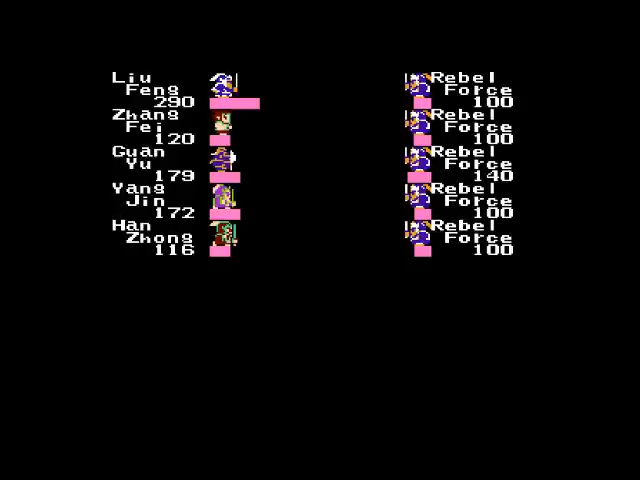 Liu Rebel
Feng Force
290 100
Zhang Rebel
Fei Force
120 100
Guan Rebel
Yu Force
179 140
Yang Rebel
Jin Force
172 100
Han Rebel
Zhong Force
116 100